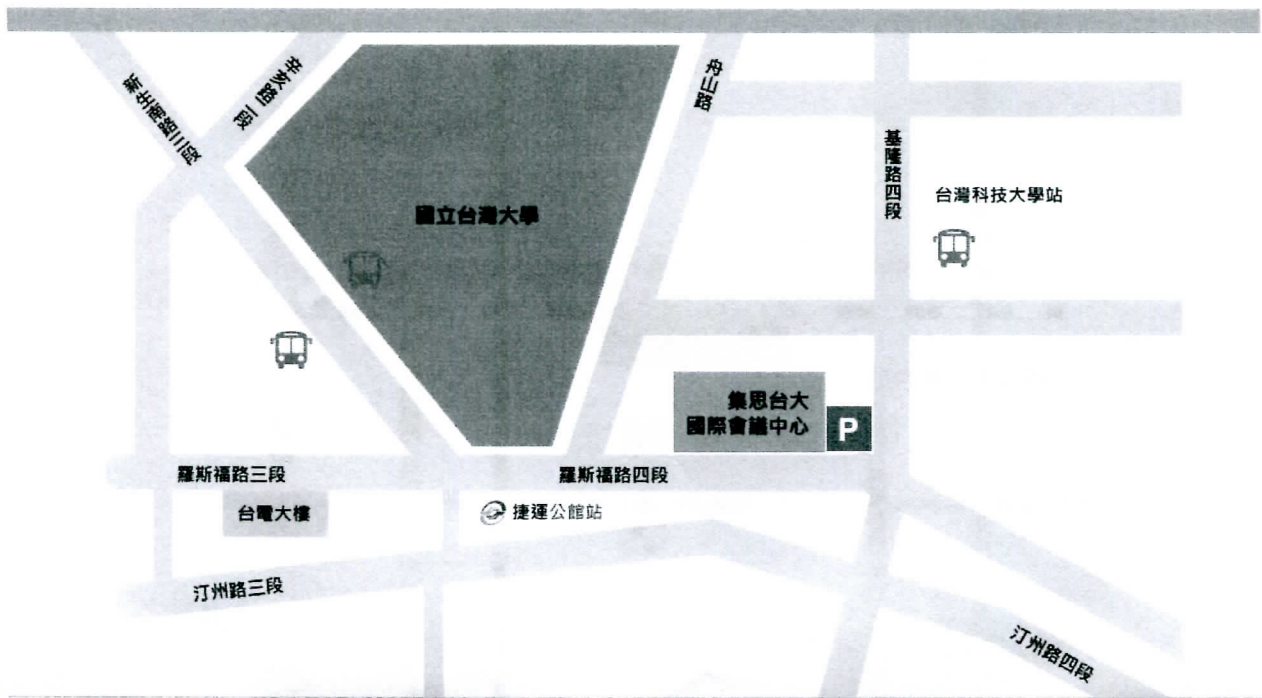 新生南路三段
辛亥路一段
舟山路
基隆路四段
台灣科技大學站
國立台灣大學
集思台大
國際會議中心
P
羅斯福路三段
羅斯福路四段
台電大樓
捷運公館站
汀州路三段
汀州路四段